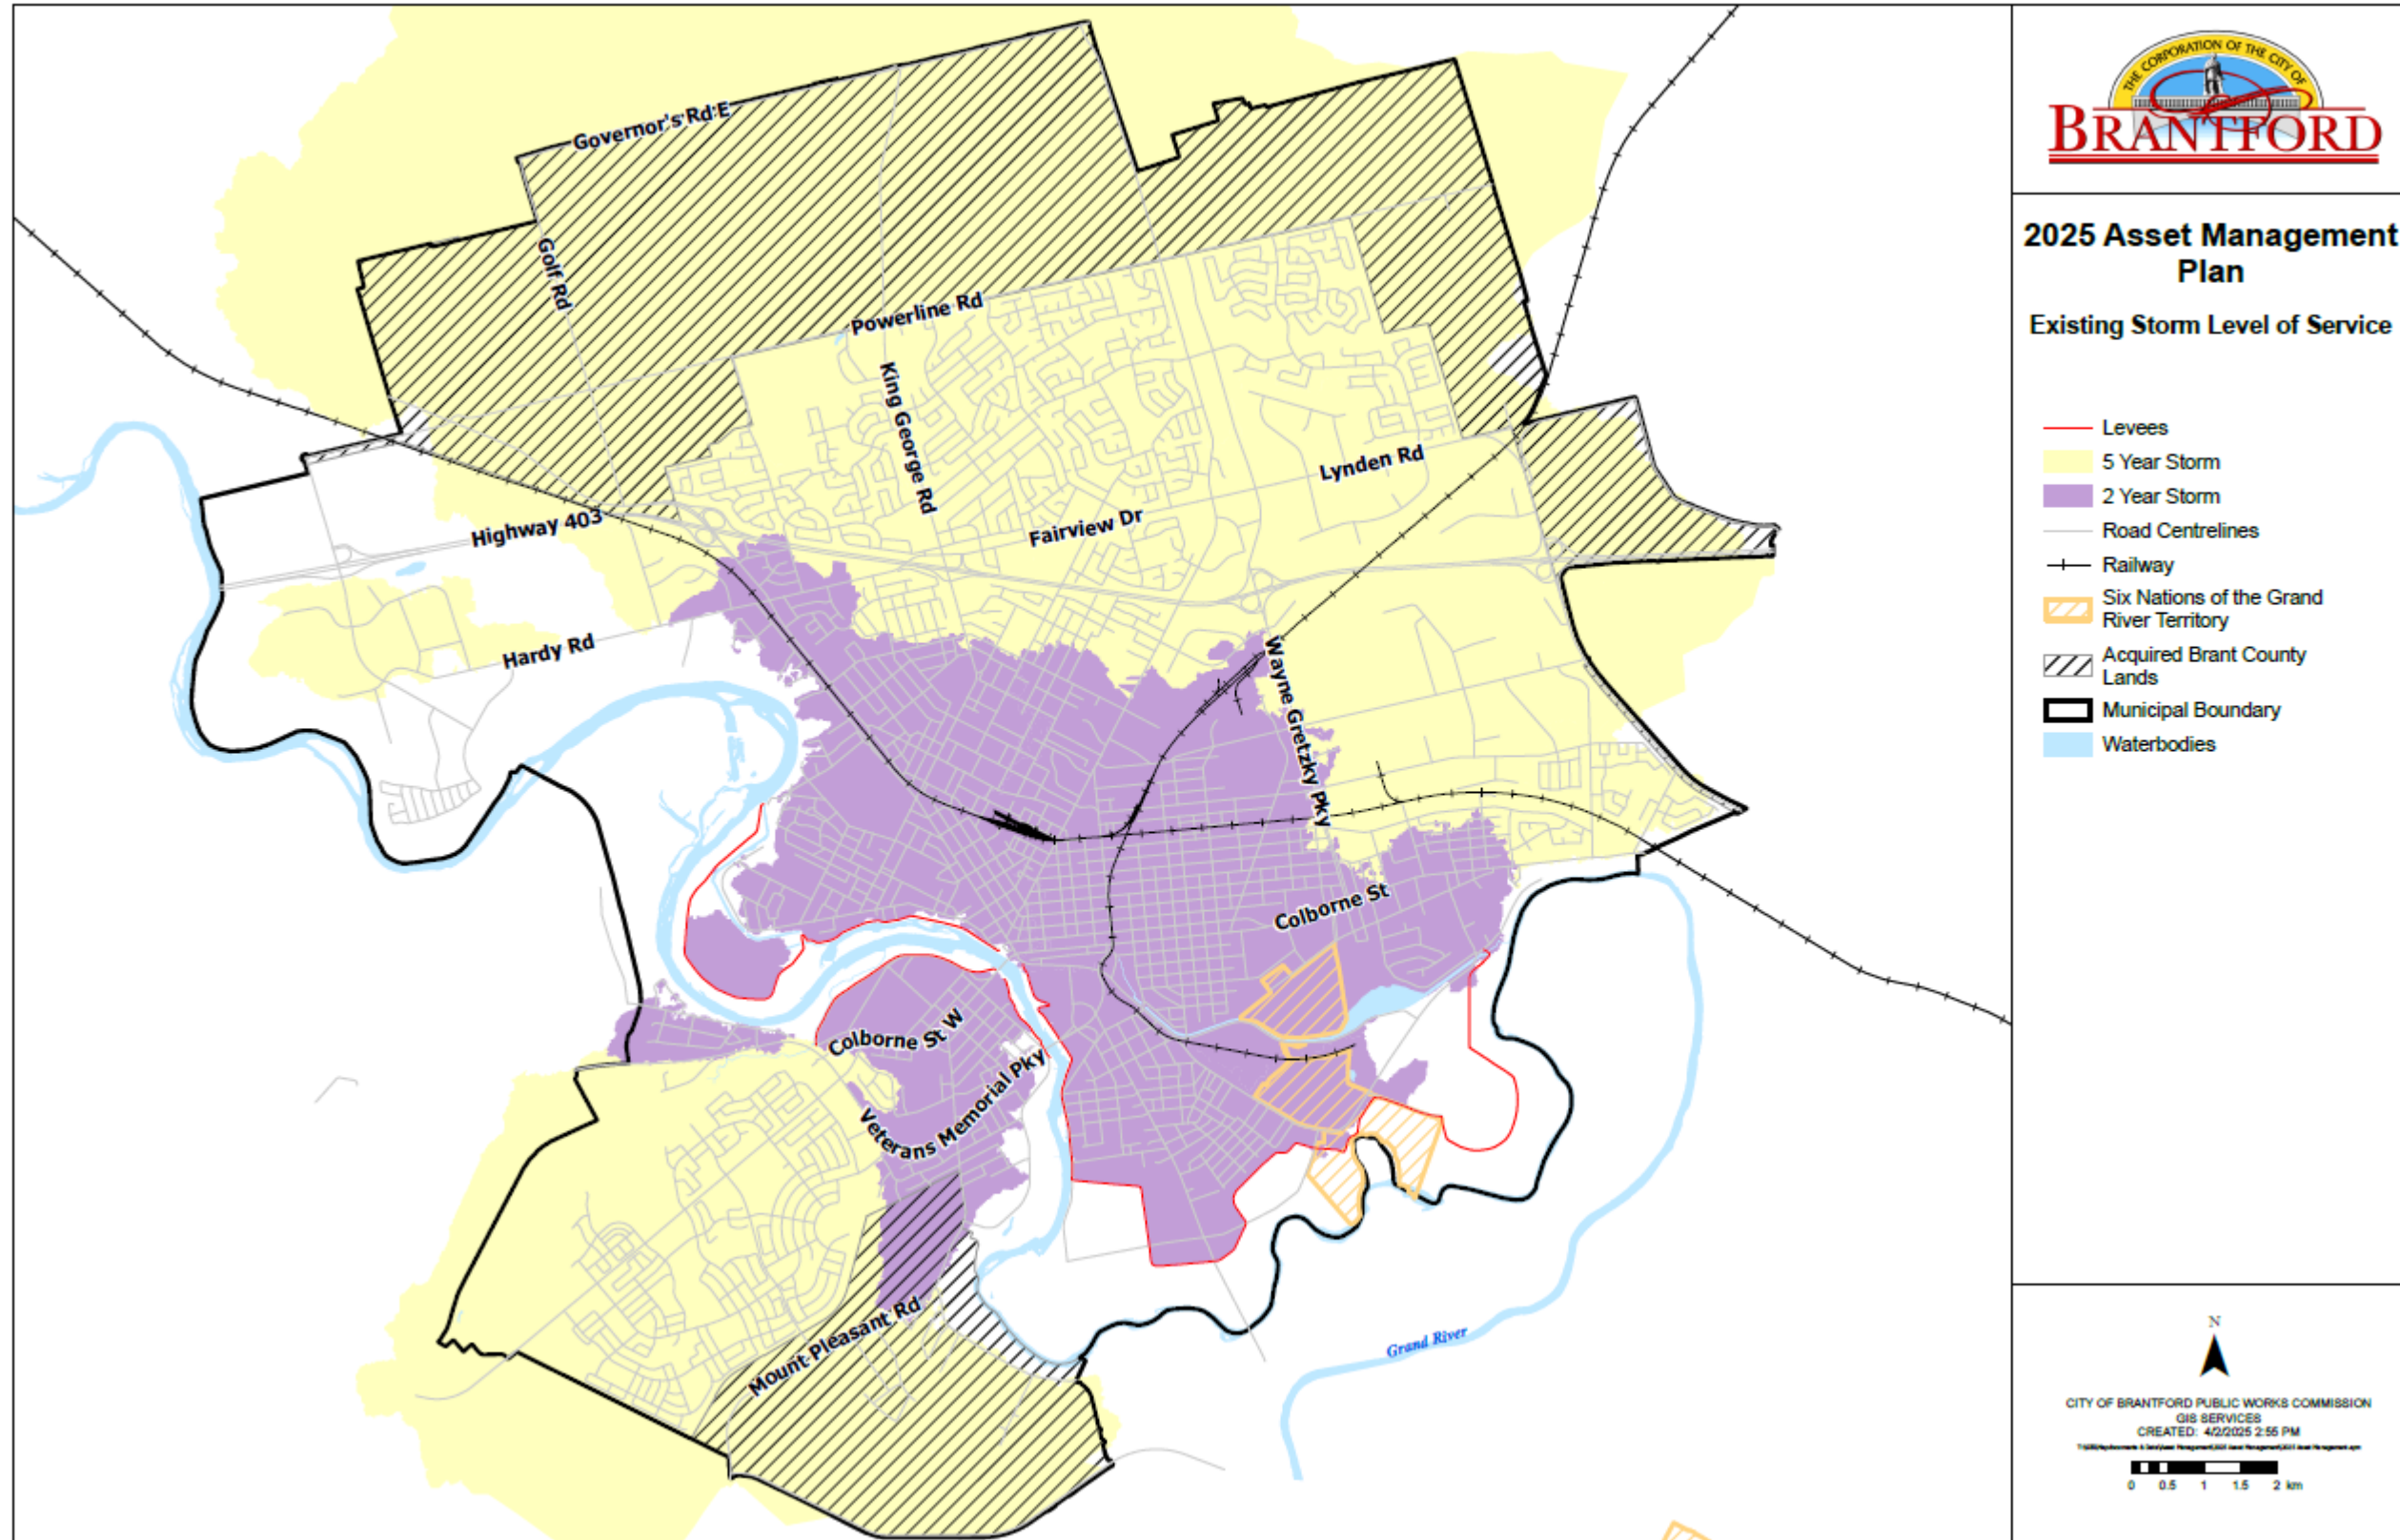 THE CORPORATION OF THE CITY OF
BRANTFORD
2025 Asset Management
Plan
Existing Storm Level of Service
Levees
5 Year Storm
2 Year Storm
Road Centrelines
Railway
Six Nations of the Grand
River Territory
Acquired Brant County
Lands
Municipal Boundary
Waterbodies
Governor's Rd E
Golf Rd
Powerline Rd
King George Rd
Lynden Rd
Fairview Dr
Highway 403
Hardy Rd
Wayne Gretzky Pky
Colborne St
Colborne St W
Veterans Memorial Pky
Mount Pleasant Rd
Grand River
N
CITY OF BRANTFORD PUBLIC WORKS COMMISSION
GIS SERVICES
CREATED: 4/2/2025 2:55 PM
0 0.5 1 1.5 2 km